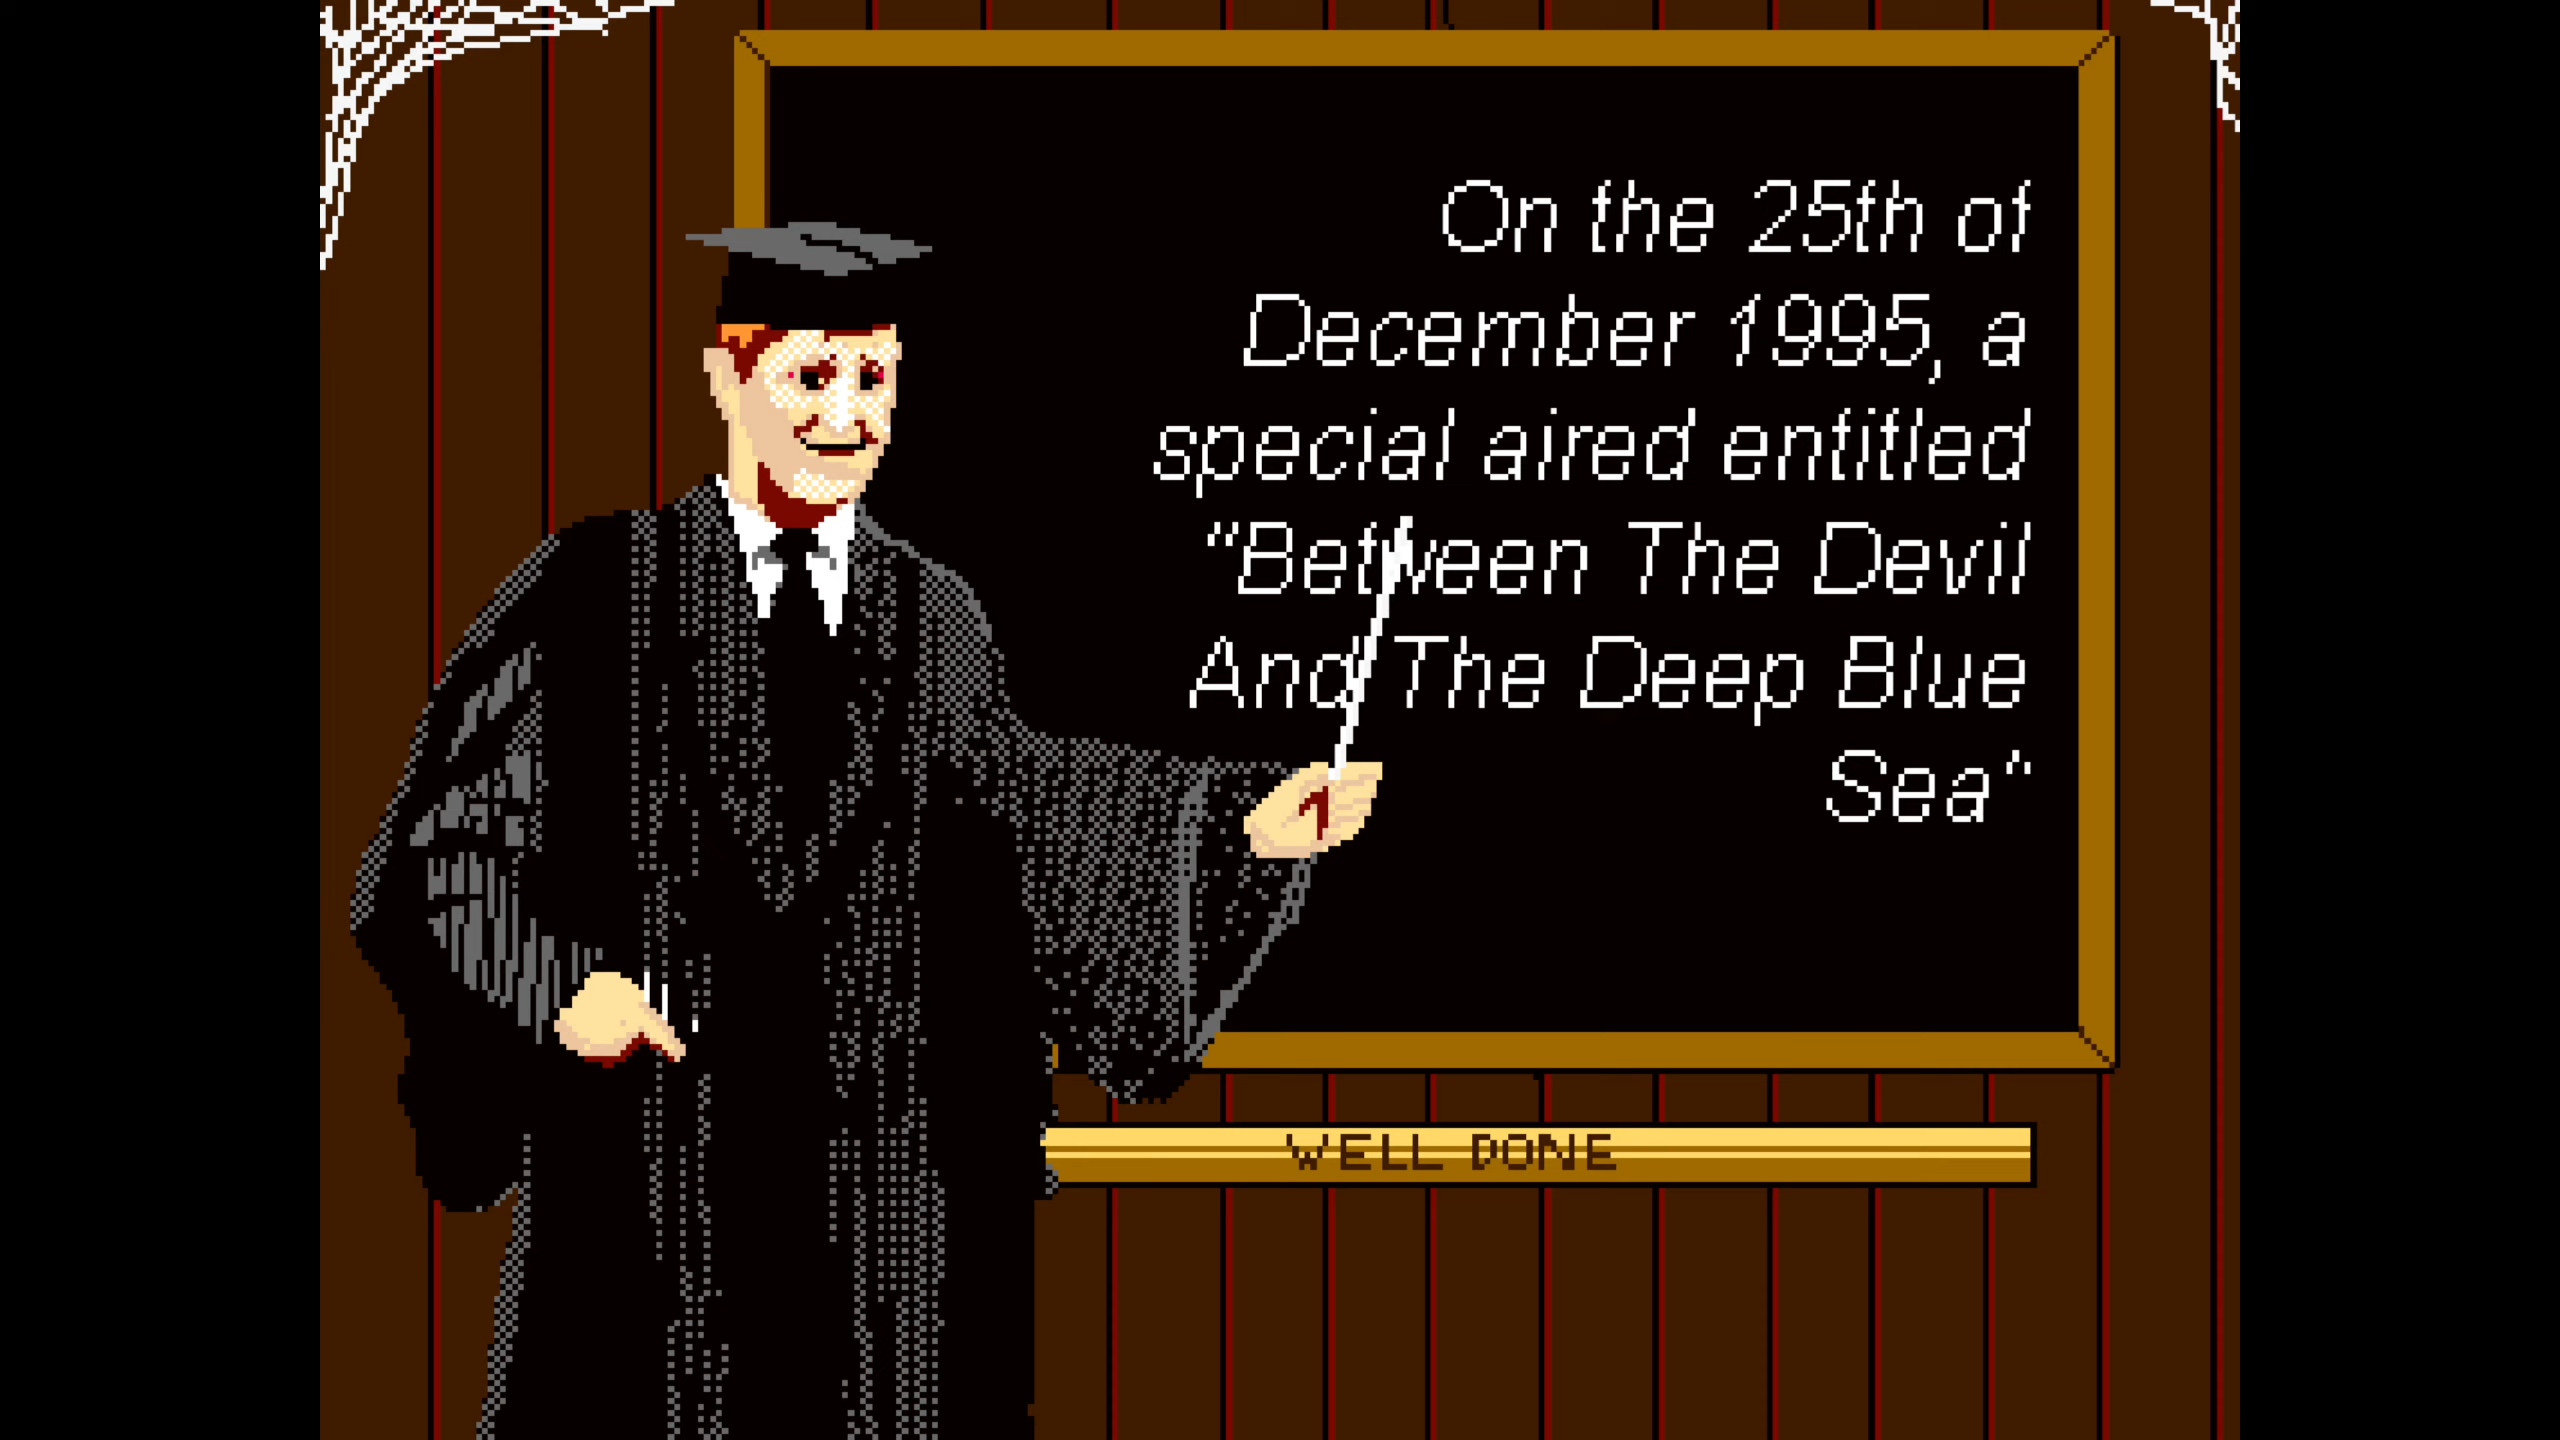 On the 25th of
December 1995, a
special aired entitled
"Between The Devil
And The Deep Blue
Sea"
WELL DONE